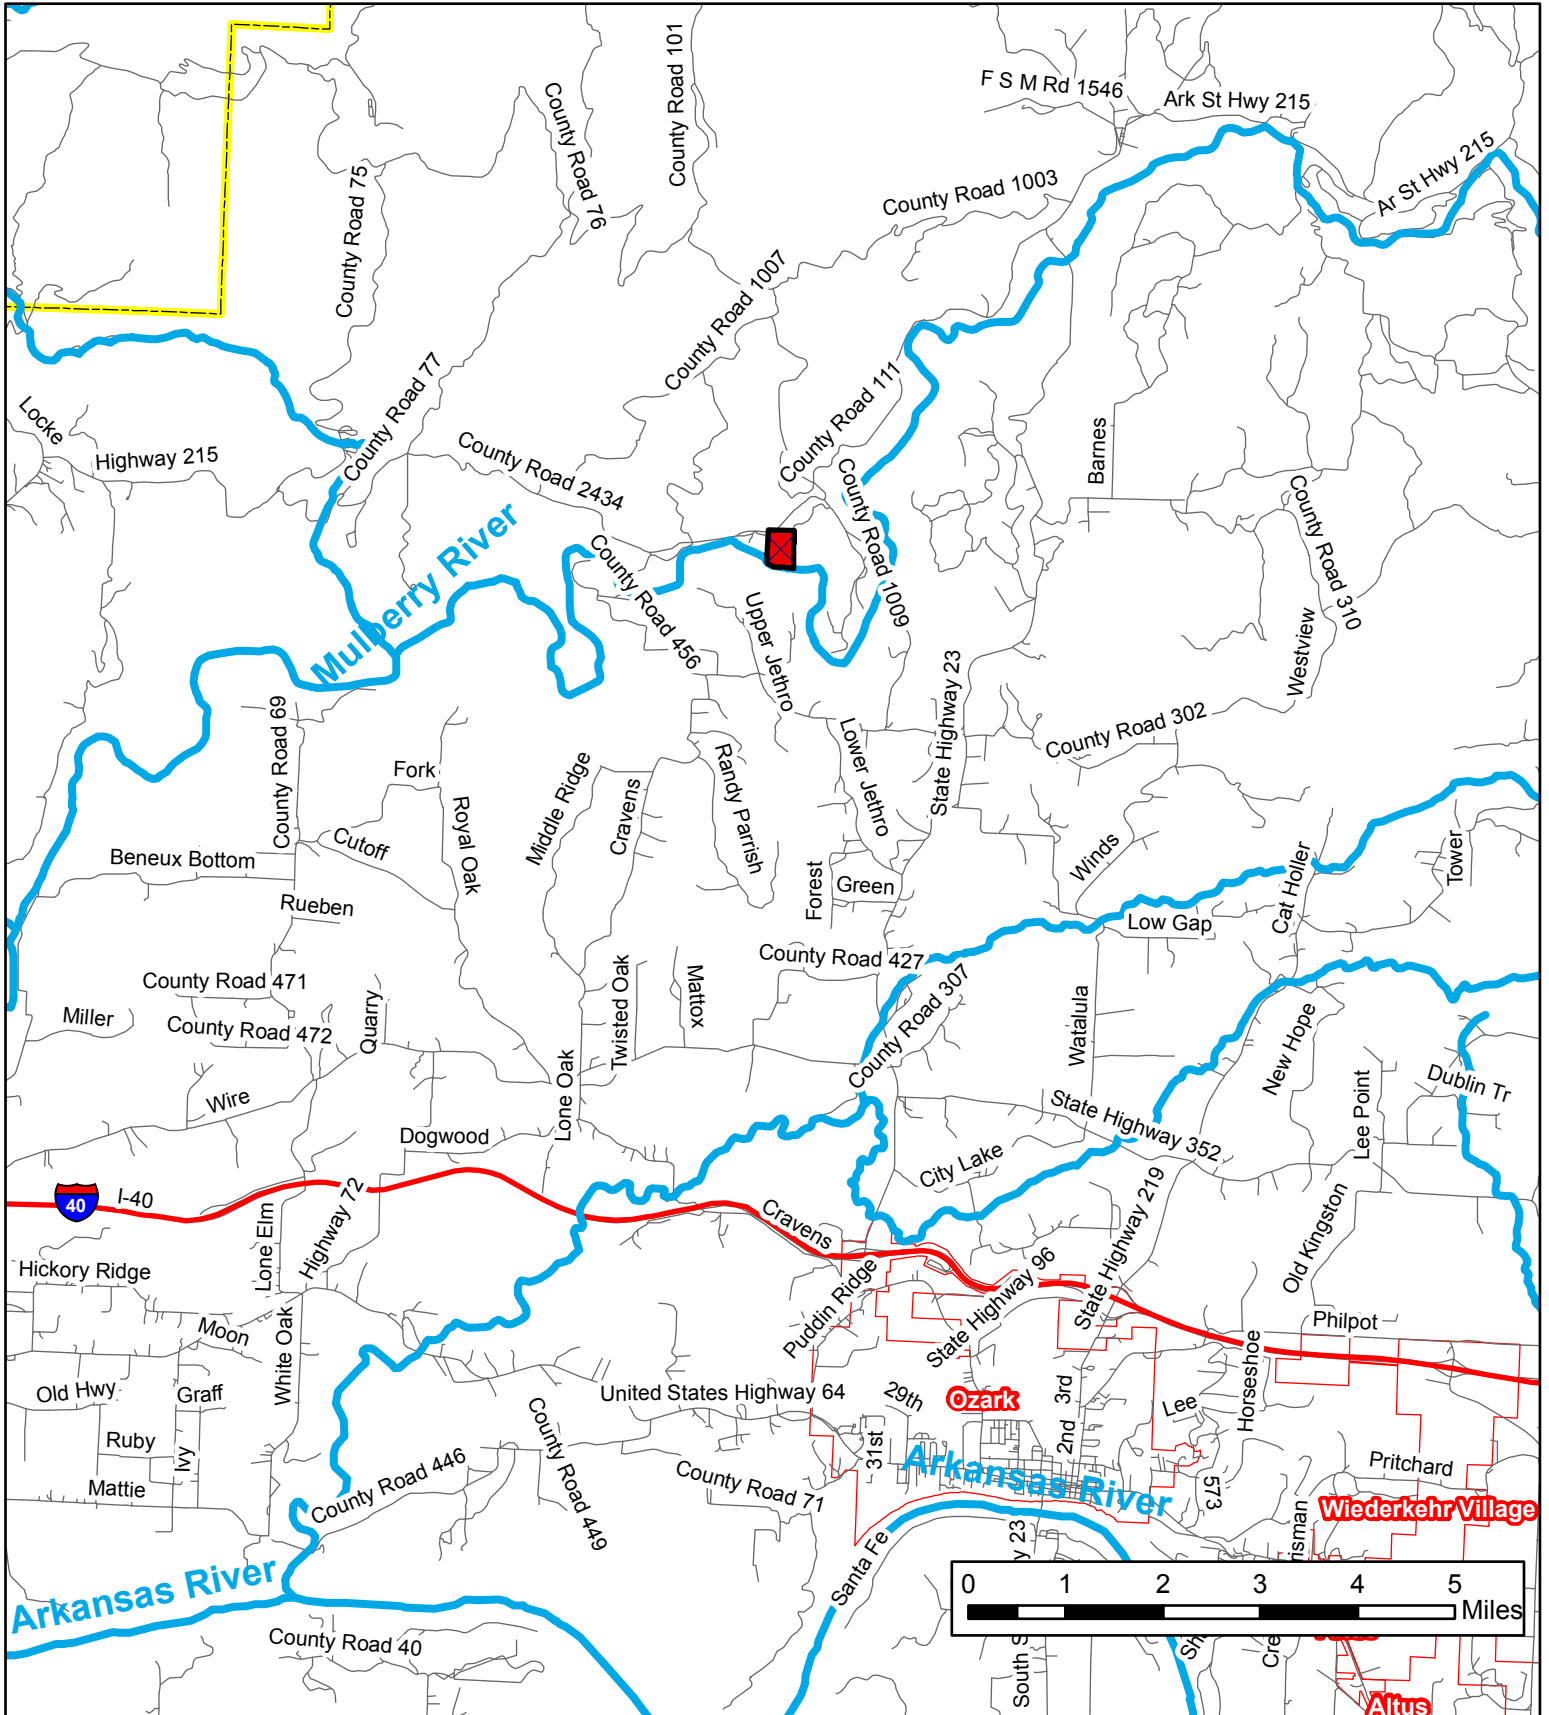 County Road 101
F S M Rd 1546
Ark St Hwy 215
County Road 76
Ar St Hwy 215
County Road 75
County Road 1003
County Road 1007
County Road 77
County Road 111
Locke
Highway 215
County Road 2434
Barnes
County Road 1009
County Road 310
Mulberry River
County Road 456
Upper Jethro
Westview
State Highway 23
County Road 69
County Road 302
Lower Jethro
Randy Parrish
Middle Ridge
Fork
Cravens
Royal Oak
Cutoff
Winds
Tower
Beneux Bottom
Forest
Green
Cat Holler
Rueben
Low Gap
County Road 427
County Road 307
County Road 471
Twisted Oak
Mattox
Quarry
Miller
County Road 472
Watalula
New Hope
Dublin Tr
Wire
Lone Oak
Lee Point
State Highway 352
Dogwood
City Lake
40
I-40
Highway 72
Cravens
State Highway 219
Old Kingston
Lone Elm
Hickory Ridge
Puddin Ridge
State Highway 96
Moon
White Oak
Philpot
Horseshoe
Old Hwy
Graff
United States Highway 64
29th
Ozark
3rd
Lee
Ruby
Ivy
County Road 449
31st
2nd
Arkansas River
Pritchard
Mattie
County Road 446
County Road 71
573
Wiederkehr Village
Santa Fe
y 23
risman
Arkansas River
0 1 2 3 4 5
Miles
County Road 40
South S
Sh
Cre
Altus